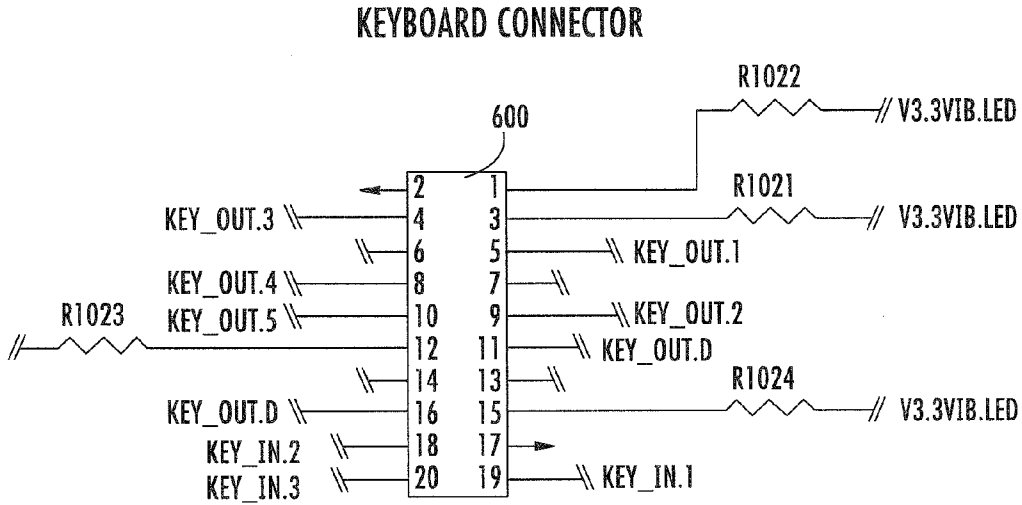 KEYBOARD CONNECTOR
R1022
V3.3VIB.LED
600
2 1
R1021
KEY_OUT.3 4 3 V3.3VIB.LED
6 5 KEY_OUT.1
KEY_OUT.4 8 7
R1023 KEY_OUT.5 10 9 KEY_OUT.2
12 11 KEY_OUT.D
14 13 R1024
KEY_OUT.D 16 15 V3.3VIB.LED
KEY_IN.2 18 17
KEY_IN.3 20 19 KEY_IN.1